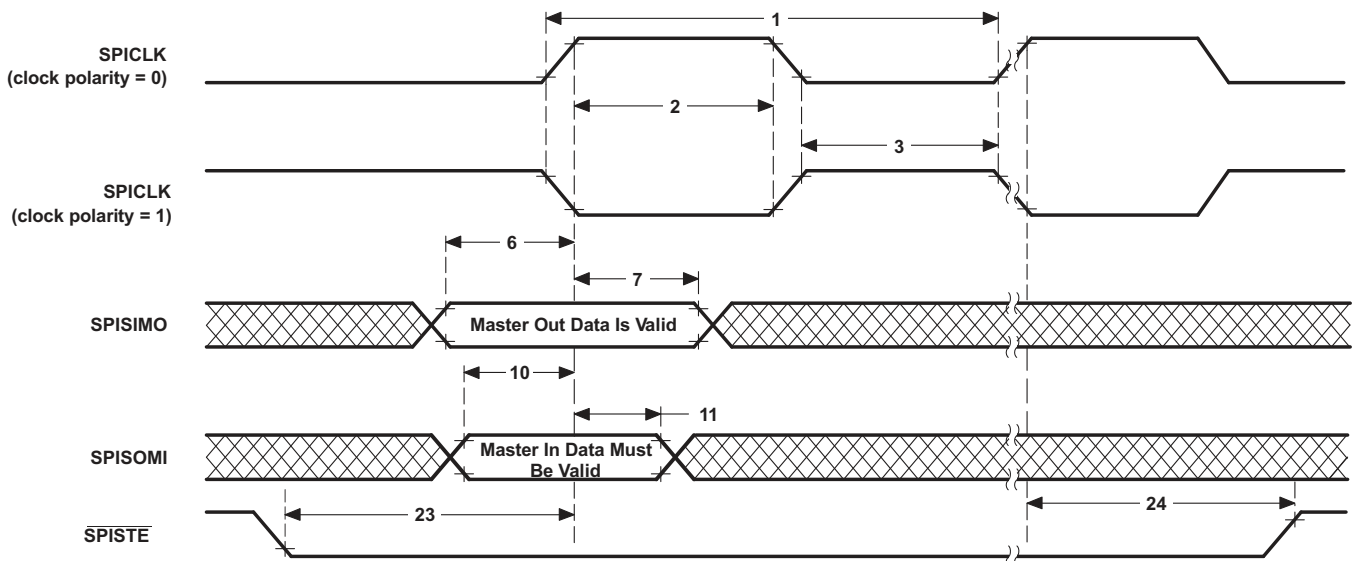 1
SPICLK
(clock polarity = 0)
2
3
SPICLK
(clock polarity = 1)
6
7
SPISIMO
Master Out Data Is Valid
10
11
SPISOMI
Master In Data Must
Be Valid
23
24
SPISTE